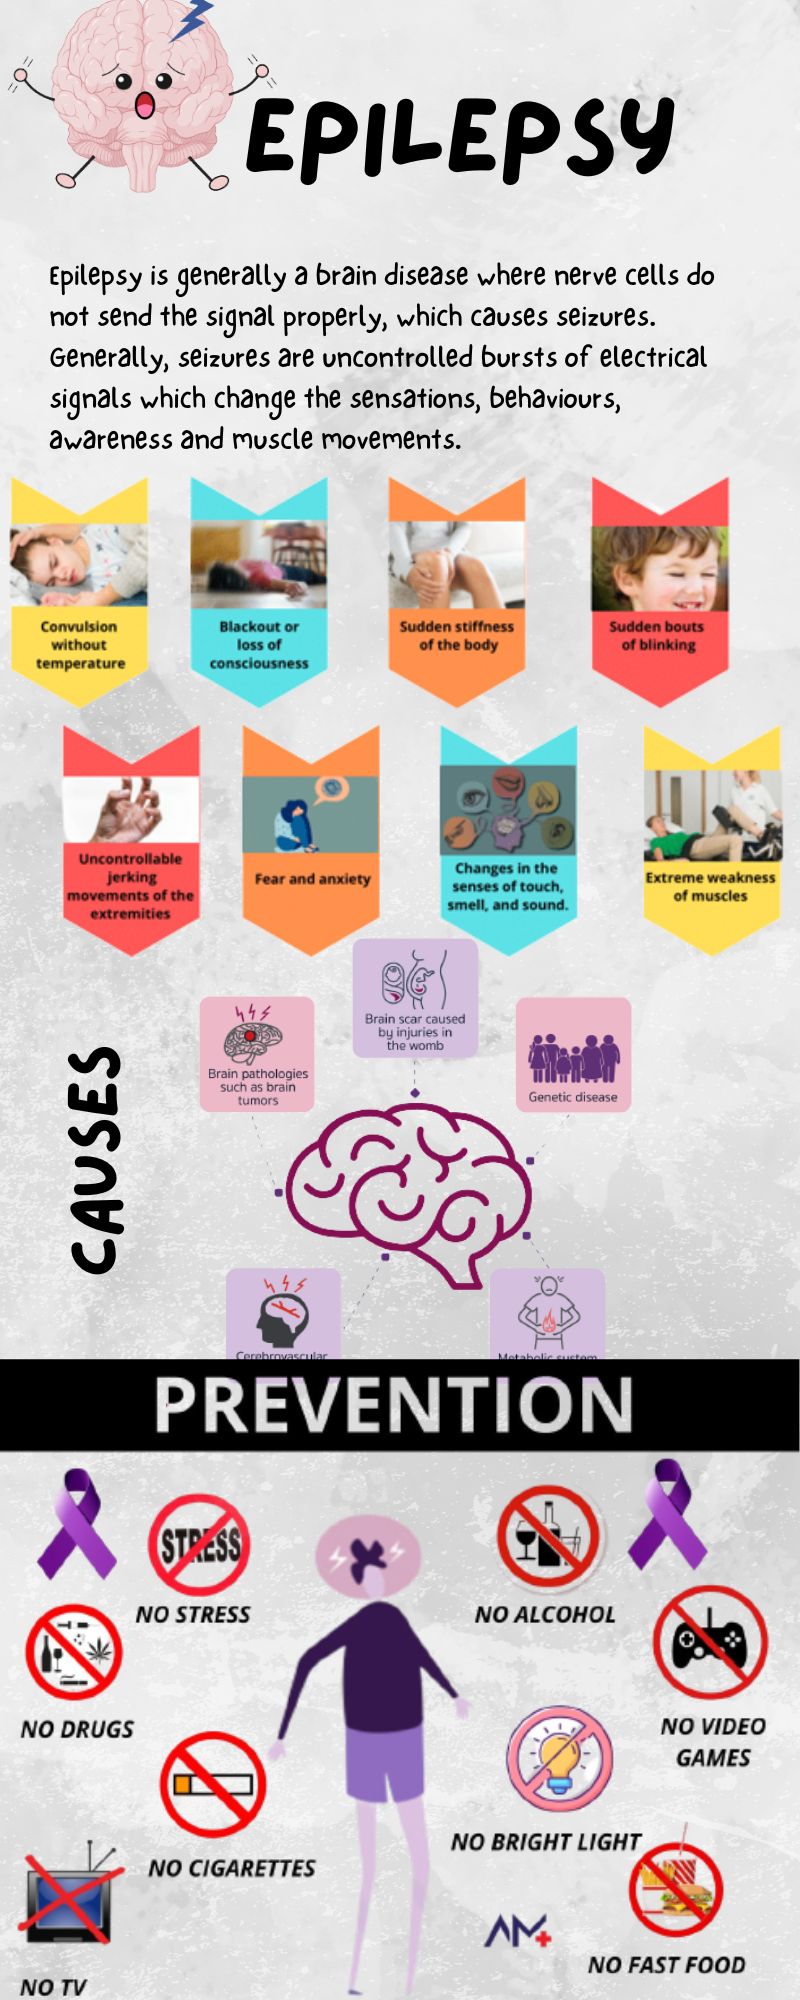 EPILEPSY
Epilepsy is generally a brain disease where nerve cells do
not send the signal properly, which causes seizures.
Generally, seizures are uncontrolled bursts of electrical
signals which change the sensations, behaviours,
awareness and muscle movements.
Convulsion
without
temperature
Blackout or
loss of
consciousness
Sudden stiffness
of the body
Sudden bouts
of blinking
Uncontrollable
jerking
movements of the
extremities
Fear and anxiety
Changes in the
senses of touch,
smell, and sound.
Extreme weakness
of muscles
CAUSES
Brain pathologies
such as brain
tumors
Brain scar caused
by injuries in
the womb
Genetic disease
Cerebrovascular
Metabolic system
PREVENTION
STRESS
NO STRESS
NO ALCOHOL
NO DRUGS
NO VIDEO
GAMES
NO CIGARETTES
NO BRIGHT LIGHT
NO TV
AM
NO FAST FOOD